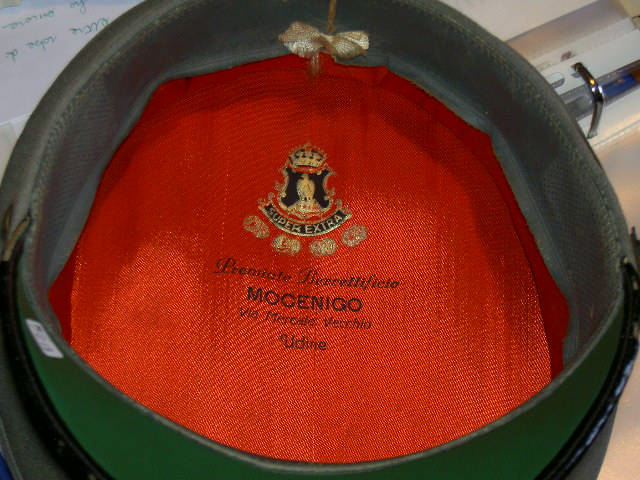 SUPER EXTRA
Premiato Berrettificio
MOCENIGO
Via Mercato Vecchio
Udine